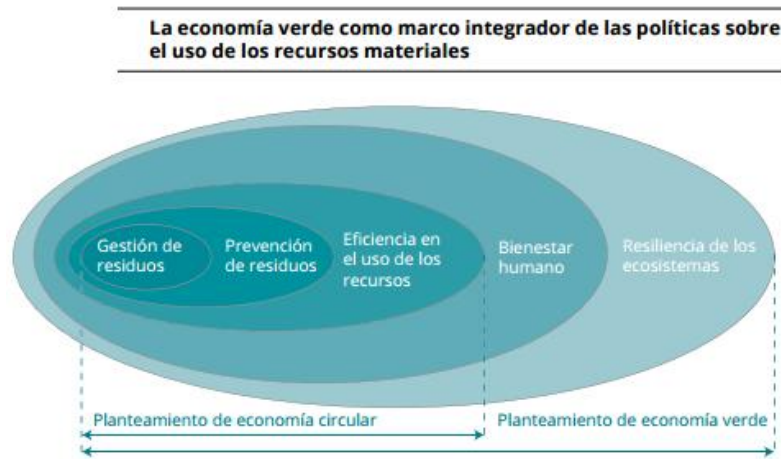 La economía verde como marco integrador de las políticas sobre
el uso de los recursos materiales
Gestión de
residuos
Prevención
de residuos
Eficiencia en
el uso de los
recursos
Bienestar
humano
Resiliencia de los
ecosistemas
Planteamiento de economía circular
Planteamiento de economía verde